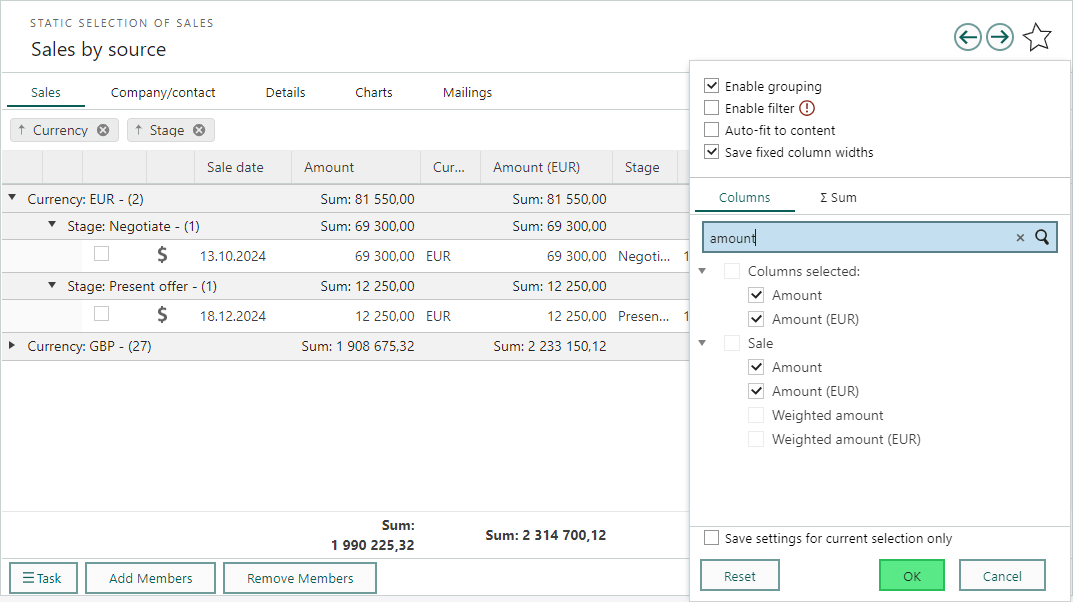 STATIC SELECTION OF SALES
Sales by source
Sales Company/contact Details Charts Mailings
↑ Currency ↑ Stage
Sale date Amount Cur... Amount (EUR) Stage
Currency: EUR - (2) Sum: 81 550,00 Sum: 81 550,00
Stage: Negotiate - (1) Sum: 69 300,00 Sum: 69 300,00
$ 13.10.2024 69 300,00 EUR 69 300,00 Negoti... 1
Stage: Present offer - (1) Sum: 12 250,00 Sum: 12 250,00
$ 18.12.2024 12 250,00 EUR 12 250,00 Presen... 1
Currency: GBP - (27) Sum: 1 908 675,32 Sum: 2 233 150,12
Sum:
1 990 225,32 Sum: 2 314 700,12
Task Add Members Remove Members
Enable grouping
Enable filter
Auto-fit to content
Save fixed column widths
Columns Σ Sum
amount
Columns selected:
Amount
Amount (EUR)
Sale
Amount
Amount (EUR)
Weighted amount
Weighted amount (EUR)
Save settings for current selection only
Reset OK Cancel